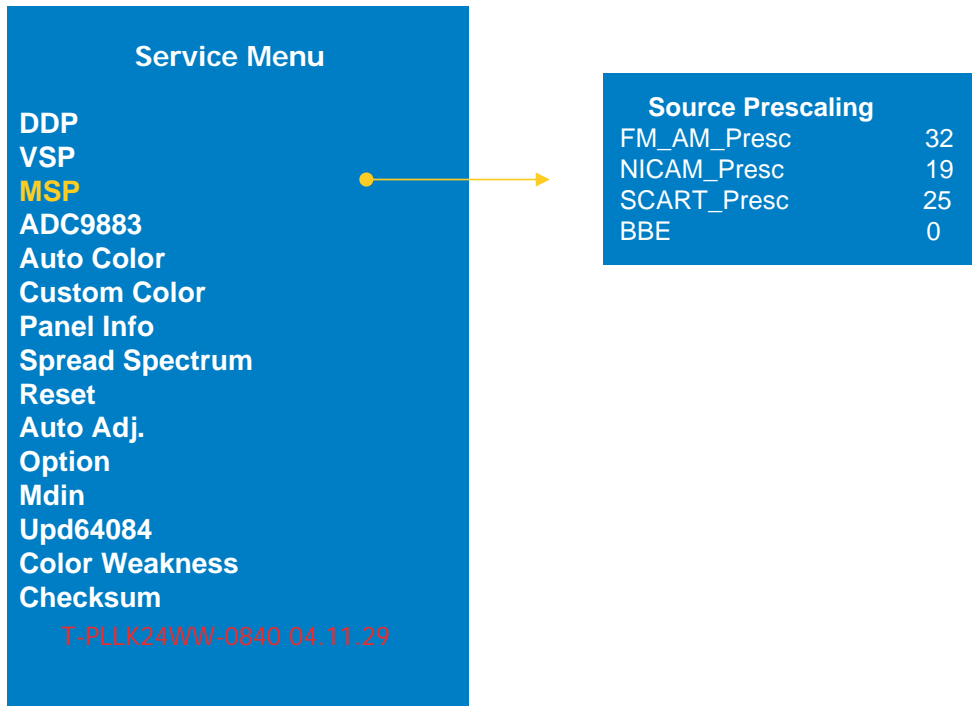 Service Menu
DDP
VSP
MSP
ADC9883
Auto Color
Custom Color
Panel Info
Spread Spectrum
Reset
Auto Adj.
Option
Mdin
Upd64084
Color Weakness
Checksum
T-PLLK24WW-0840 04.11.29
Source Prescaling
FM_AM_Presc 32
NICAM_Presc 19
SCART_Presc 25
BBE 0